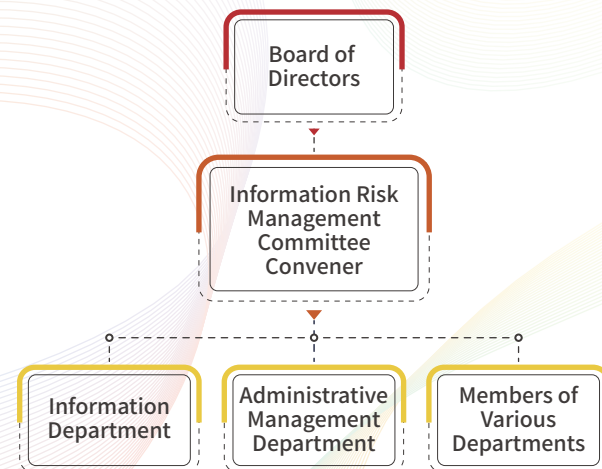 Board of
Directors
Information Risk
Management
Committee
Convener
Information
Department
Administrative
Management
Department
Members of
Various
Departments